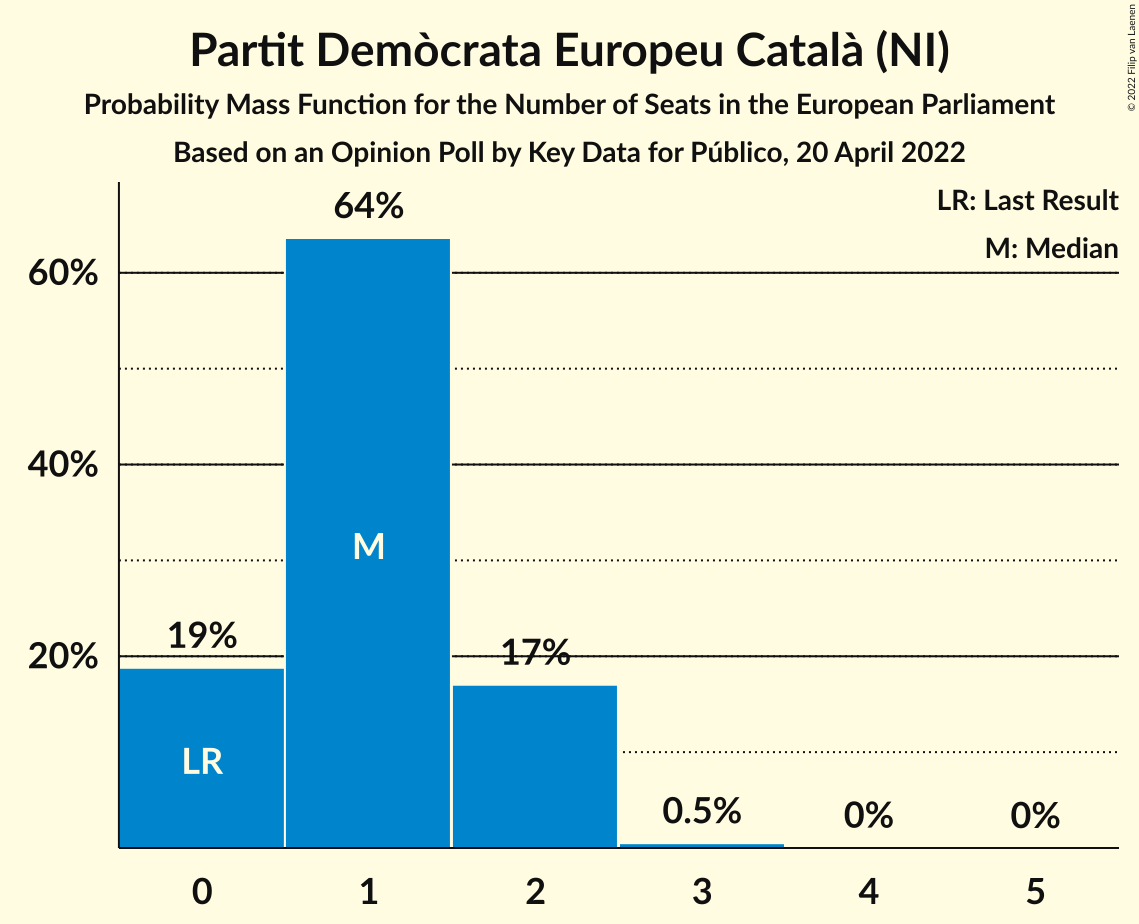 Partit Demòcrata Europeu Català (NI)
Probability Mass Function for the Number of Seats in the European Parliament
Based on an Opinion Poll by Key Data for Público, 20 April 2022
© 2022 Filip van Laenen
LR: Last Result
M: Median
64%
60%
40%
M
19%
20%
17%
LR
0.5%
0%
0%
0 1 2 3 4 5